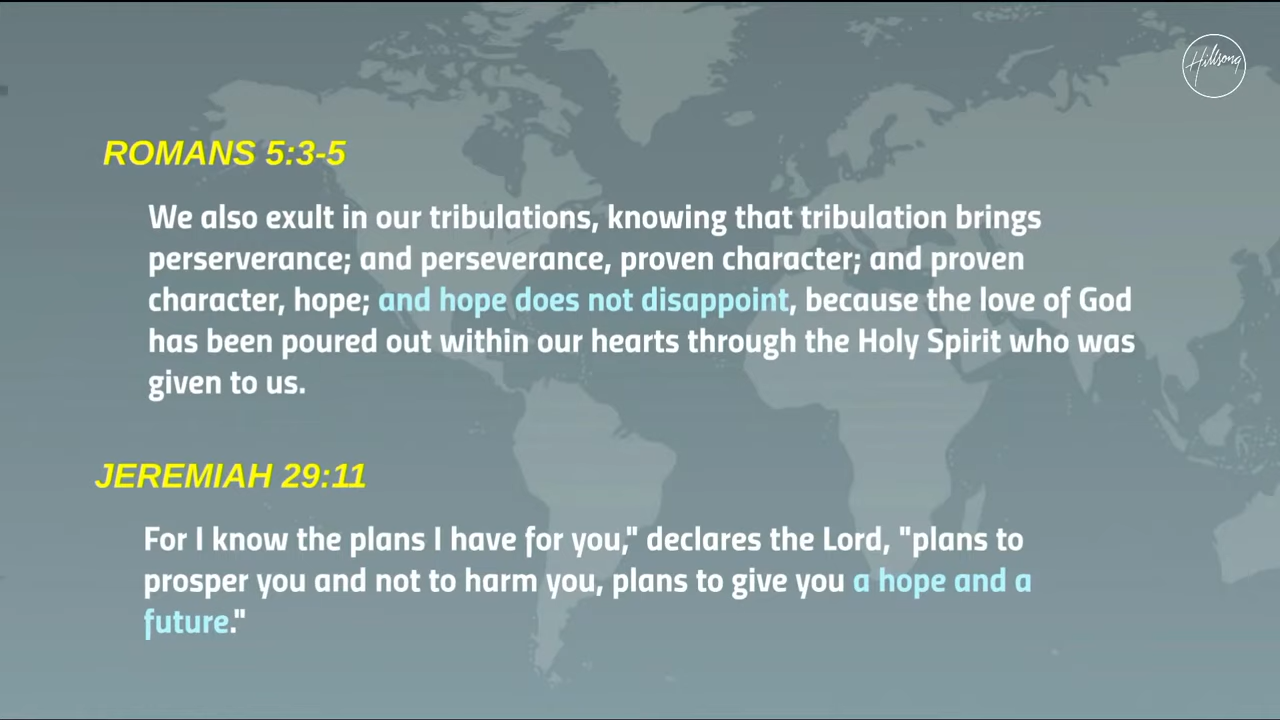 Hillsong
ROMANS 5:3-5
We also exult in our tribulations, knowing that tribulation brings
perserverance; and perseverance, proven character; and proven
character, hope; and hope does not disappoint, because the love of God
has been poured out within our hearts through the Holy Spirit who was
given to us.
JEREMIAH 29:11
For I know the plans I have for you," declares the Lord, "plans to
prosper you and not to harm you, plans to give you a hope and a
future."